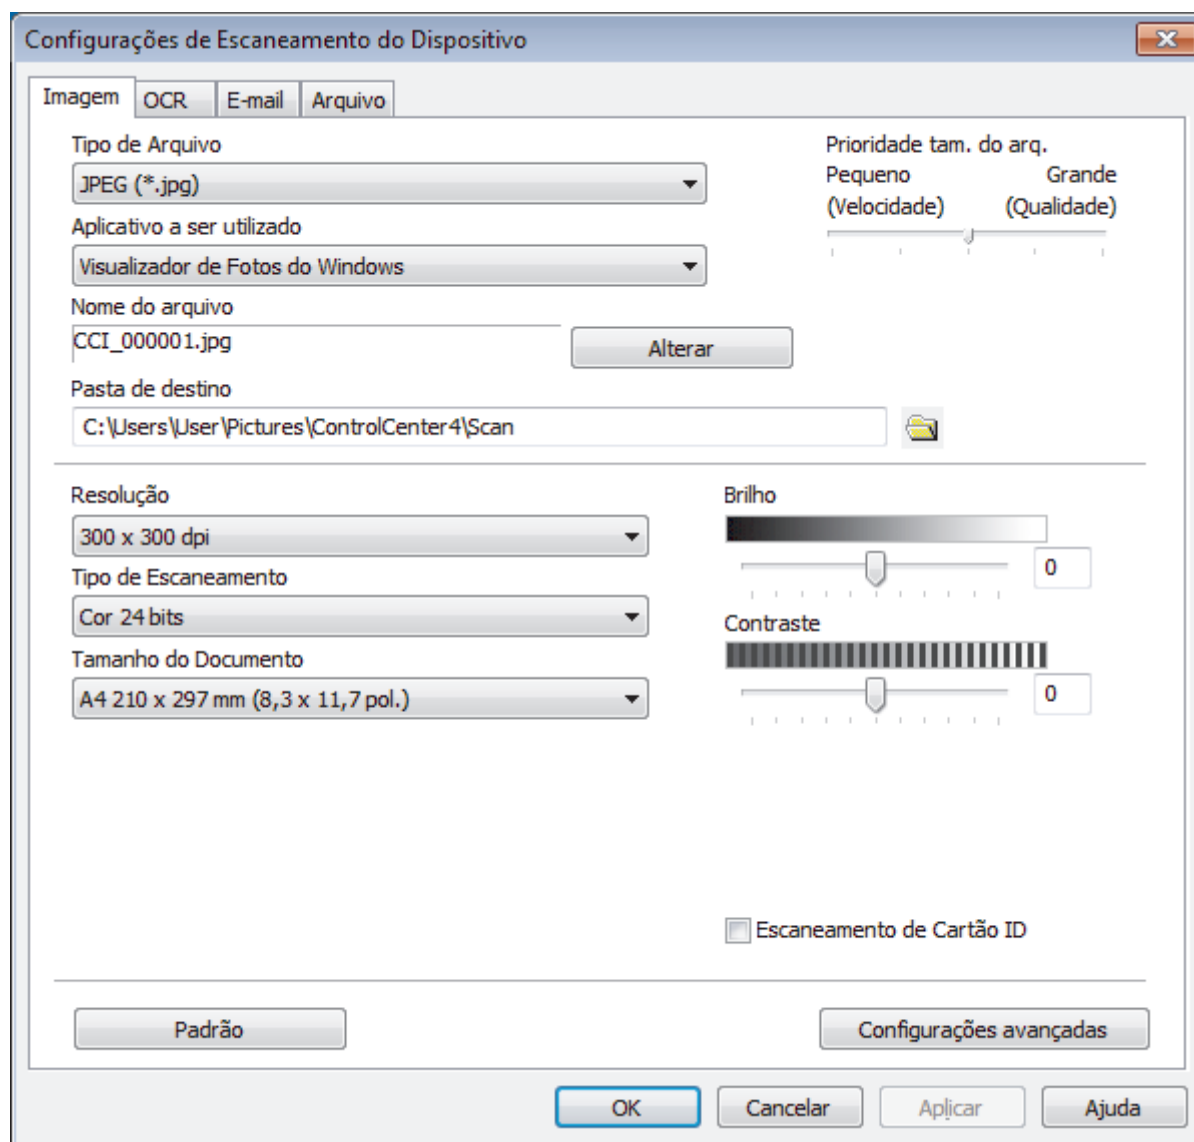 Configurações de Escaneamento do Dispositivo
Imagem OCR E-mail Arquivo
Tipo de Arquivo
JPEG (*.jpg)
Aplicativo a ser utilizado
Visualizador de Fotos do Windows
Nome do arquivo
CCI_000001.jpg
Alterar
Pasta de destino
C:\Users\User\Pictures\ControlCenter4\Scan
Prioridade tam. do arq.
Pequeno Grande
(Velocidade) (Qualidade)
Resolução
300 x 300 dpi
Tipo de Escaneamento
Cor 24 bits
Tamanho do Documento
A4 210 x 297 mm (8,3 x 11,7 pol.)
Brilho
0
Contraste
0
Escaneamento de Cartão ID
Padrão
Configurações avançadas
OK Cancelar Aplicar Ajuda